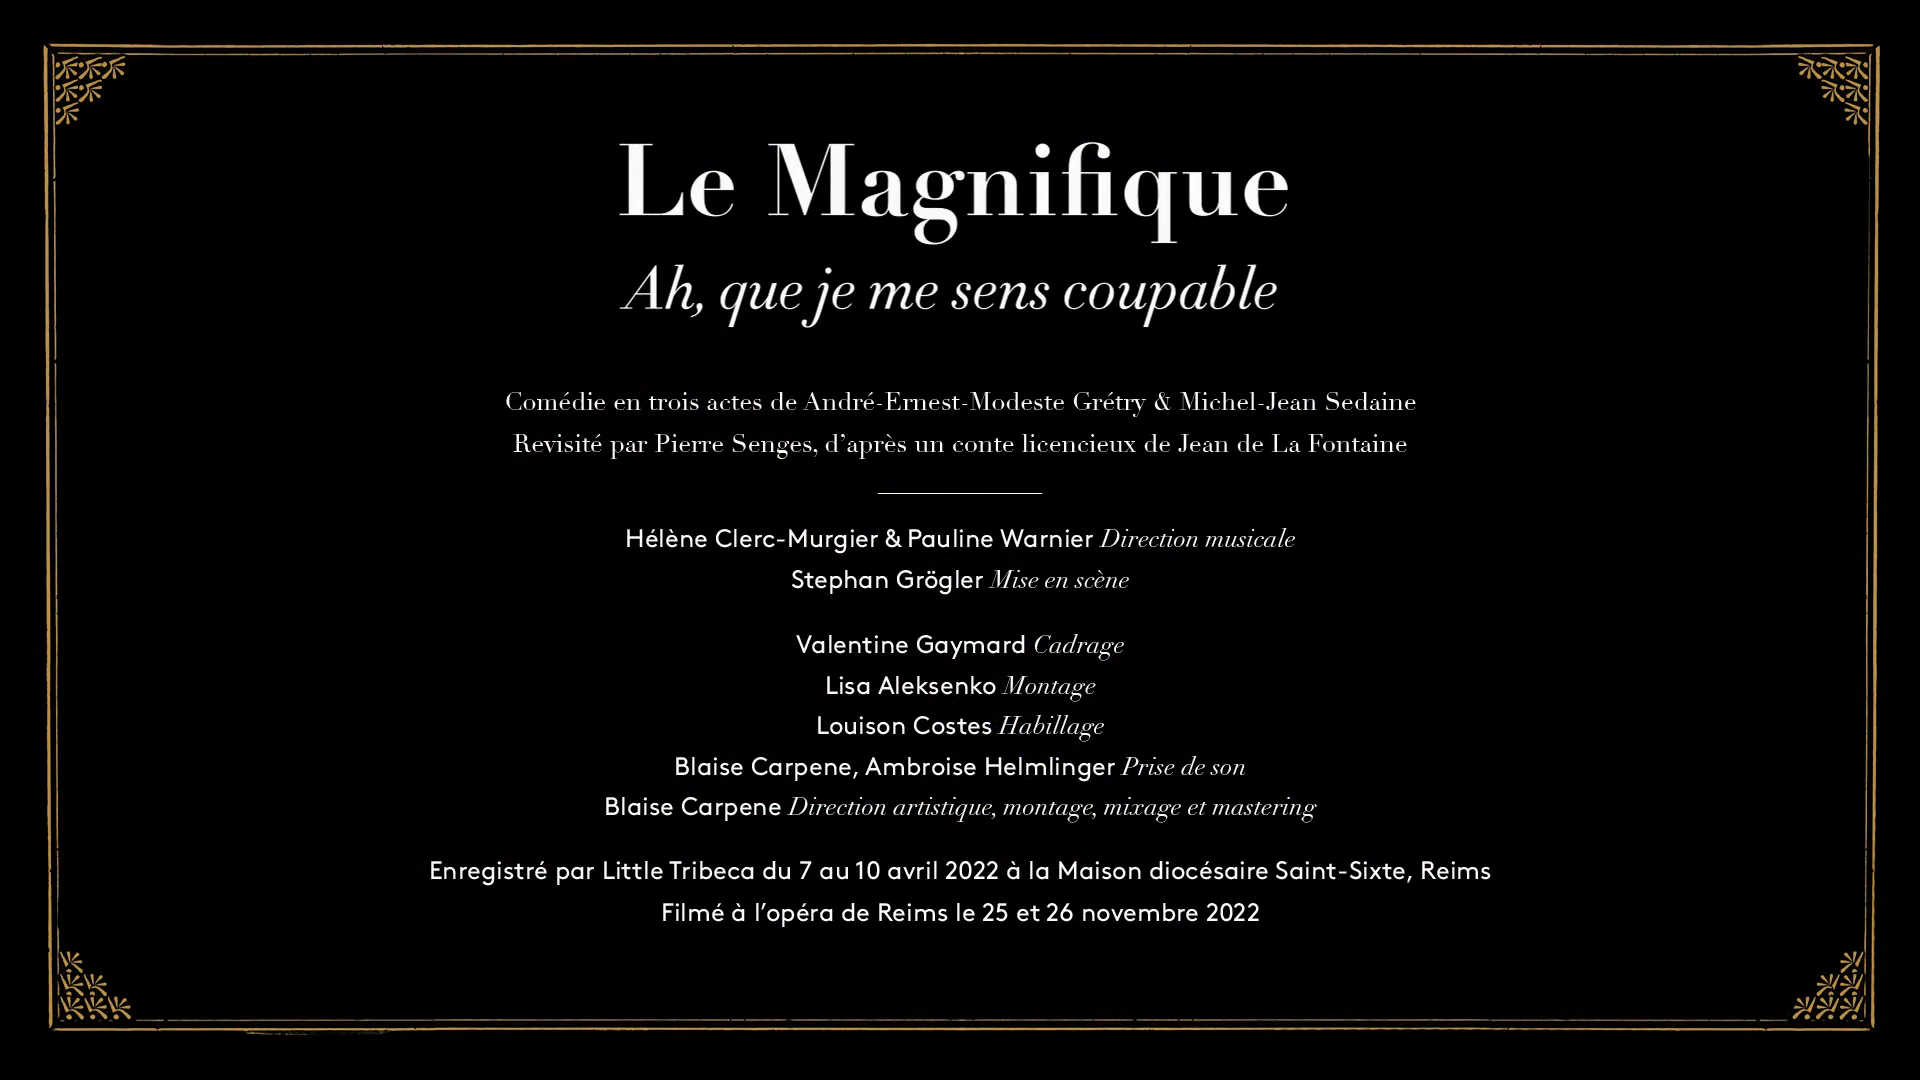 Le Magnifique
Ah, que je me sens coupable
Comédie en trois actes de André-Ernest-Modeste Grétry & Michel-Jean Sedaine
Revisité par Pierre Senges, d’après un conte licencieux de Jean de La Fontaine
Hélène Clerc-Murgier & Pauline Warnier Direction musicale
Stephan Grögler Mise en scène
Valentine Gaymard Cadrage
Lisa Aleksenko Montage
Louison Costes Habillage
Blaise Carpene, Ambroise Helmlinger Prise de son
Blaise Carpene Direction artistique, montage, mixage et mastering
Enregistré par Little Tribeca du 7 au 10 avril 2022 à la Maison diocésaire Saint-Sixte, Reims
Filmé à l’opéra de Reims le 25 et 26 novembre 2022